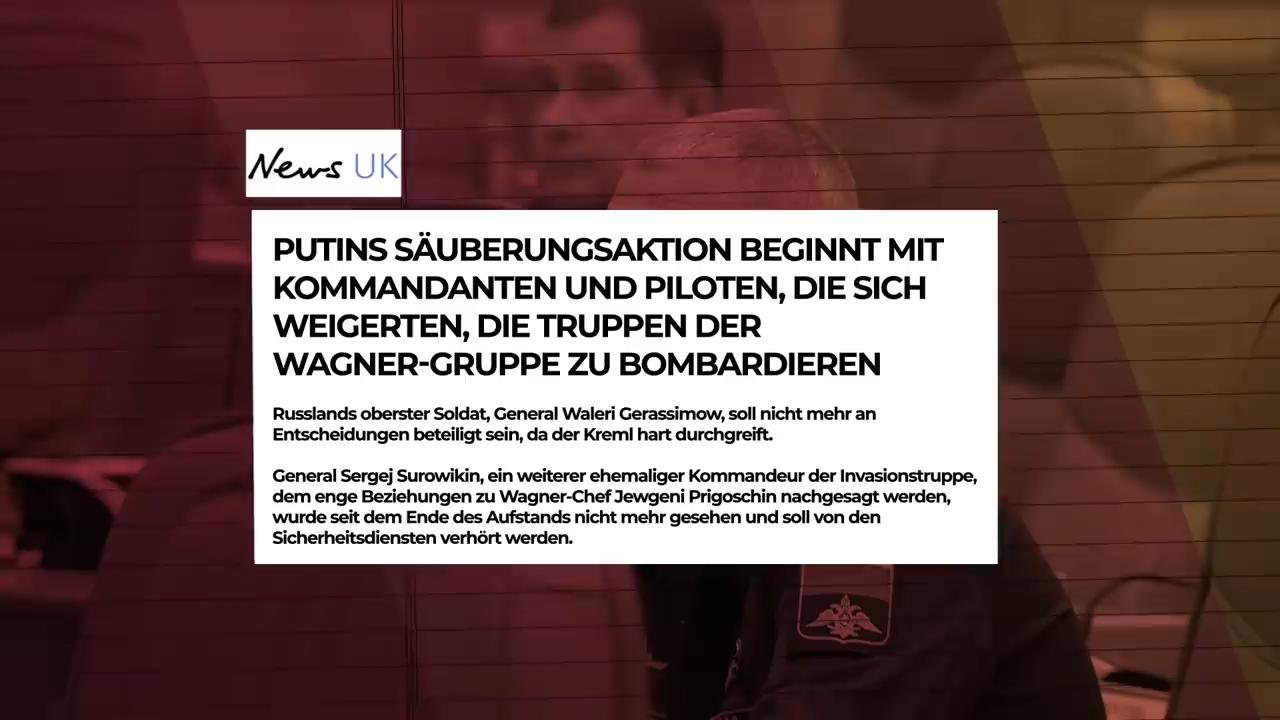 News UK
PUTINS SÄUBERUNGSAKTION BEGINNT MIT
KOMMANDANTEN UND PILOTEN, DIE SICH
WEIGERTEN, DIE TRUPPEN DER
WAGNER-GRUPPE ZU BOMBARDIEREN
Russlands oberster Soldat, General Waleri Gerassimow, soll nicht mehr an
Entscheidungen beteiligt sein, da der Kreml hart durchgreift.
General Sergej Surowikin, ein weiterer ehemaliger Kommandeur der Invasionstruppe,
dem enge Beziehungen zu Wagner-Chef Jewgeni Prigoschin nachgesagt werden,
wurde seit dem Ende des Aufstands nicht mehr gesehen und soll von den
Sicherheitsdiensten verhört werden.